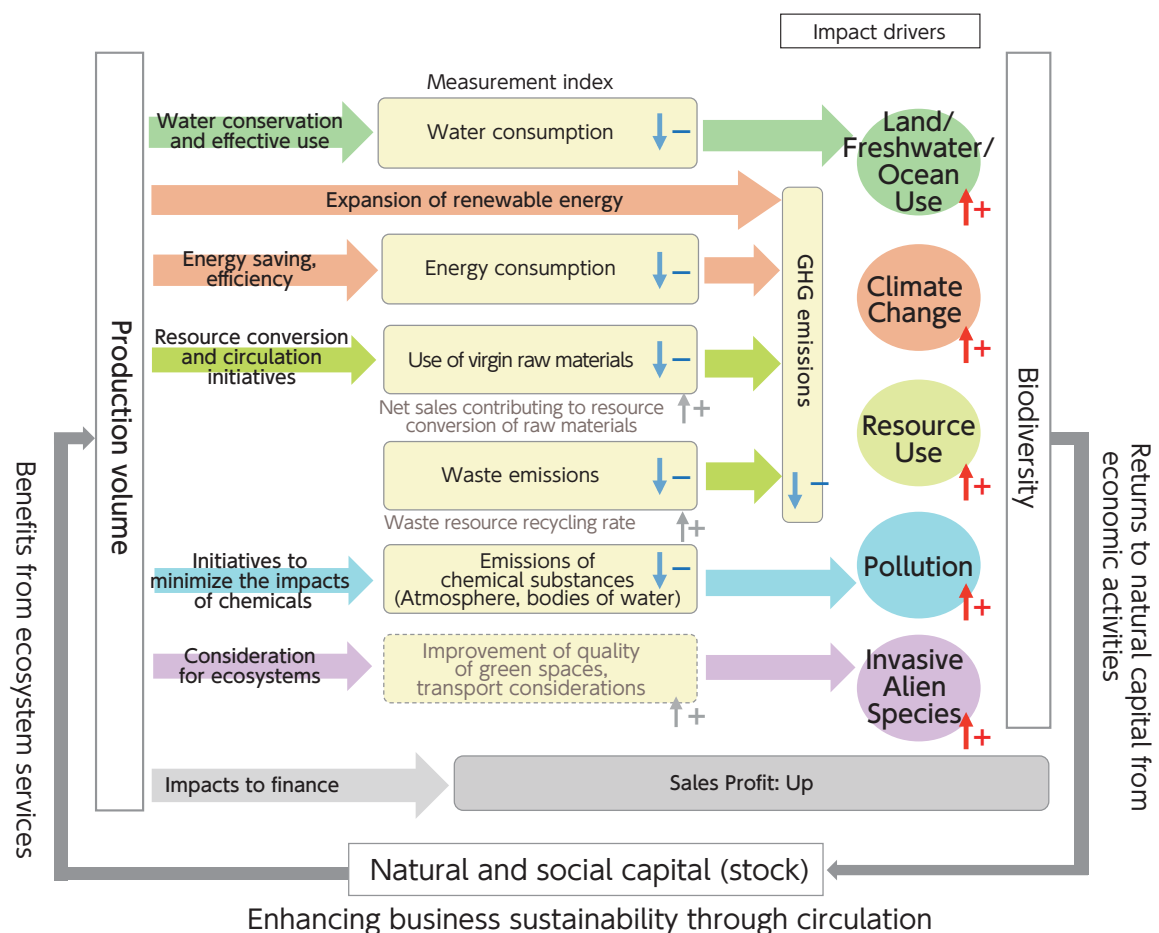 Impact drivers
Measurement index
Production volume
Water conservation
and effective use
Water consumption
−
Land/
Freshwater/
Ocean
Use
+
Expansion of renewable energy
GHG emissions
−
Energy saving,
efficiency
Energy consumption
−
Climate
Change
+
Resource conversion
and circulation
initiatives
Use of virgin raw materials
−
Net sales contributing to resource
conversion of raw materials
+
Resource
Use
+
Waste emissions
−
Waste resource recycling rate
+
Initiatives to
minimize the impacts
of chemicals
Emissions of
chemical substances
(Atmosphere, bodies of water)
−
Pollution
+
Consideration
for ecosystems
Improvement of quality
of green spaces,
transport considerations
+
Invasive
Alien
Species
+
Biodiversity
Impacts to finance
Sales Profit: Up
Returns to natural capital from
economic activities
Benefits from ecosystem services
Natural and social capital (stock)
Enhancing business sustainability through circulation